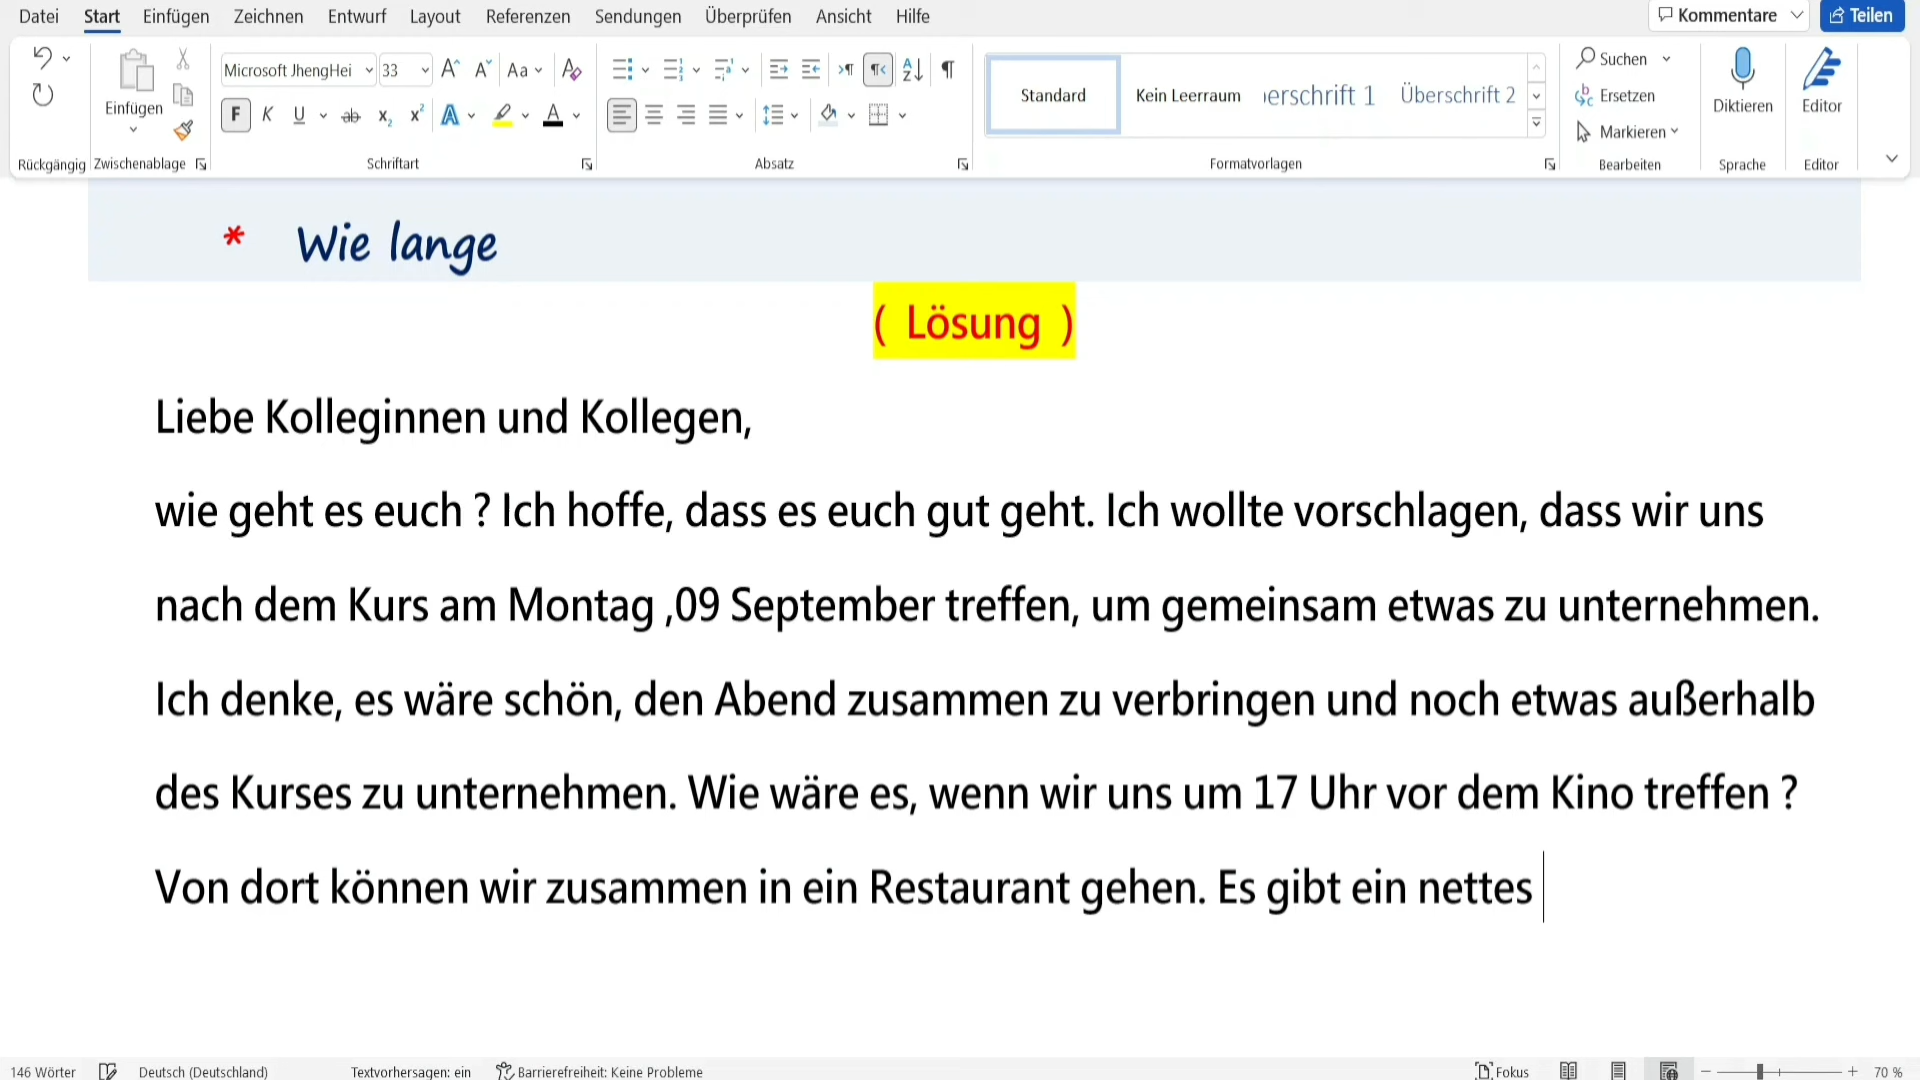 Datei Start Einfügen Zeichnen Entwurf Layout Referenzen Sendungen Überprüfen Ansicht Hilfe Kommentare Teilen
Microsoft JhengHei 33 Aa Standard Kein Leerraum erschrift 1 Überschrift 2 Suchen
Einfügen Ersetzen Diktieren Editor
F K U ab Markieren
Rückgängig Zwischenablage Schriftart Absatz Formatvorlagen Bearbeiten Sprache Editor
* Wie lange
( Lösung )
Liebe Kolleginnen und Kollegen,
wie geht es euch ? Ich hoffe, dass es euch gut geht. Ich wollte vorschlagen, dass wir uns
nach dem Kurs am Montag ,09 September treffen, um gemeinsam etwas zu unternehmen.
Ich denke, es wäre schön, den Abend zusammen zu verbringen und noch etwas außerhalb
des Kurses zu unternehmen. Wie wäre es, wenn wir uns um 17 Uhr vor dem Kino treffen ?
Von dort können wir zusammen in ein Restaurant gehen. Es gibt ein nettes
146 Wörter Deutsch (Deutschland) Textvorhersagen: ein Barrierefreiheit: Keine Probleme Fokus 70 %